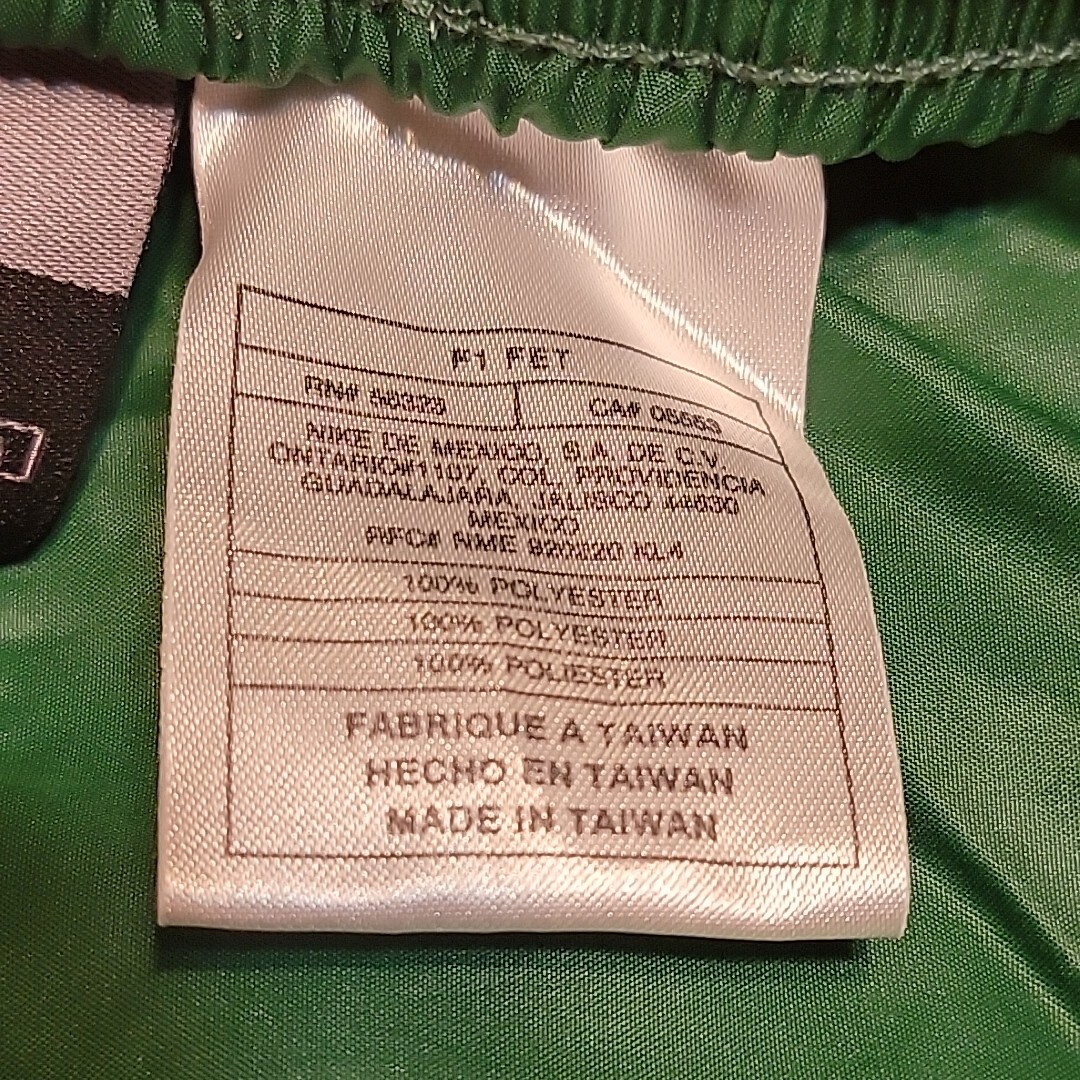 F1 FET
RN# 56323 CA# 05553
NIKE DE MEXICO, S.A. DE C.V.
ONTARIO#1107, COL. PROVIDENCIA
GUADALAJARA, JALISCO 44630
MEXICO
RFC# NME 920320 KL4
100% POLYESTER
100% POLYESTER
100% POLIESTER
FABRIQUE A TAIWAN
HECHO EN TAIWAN
MADE IN TAIWAN